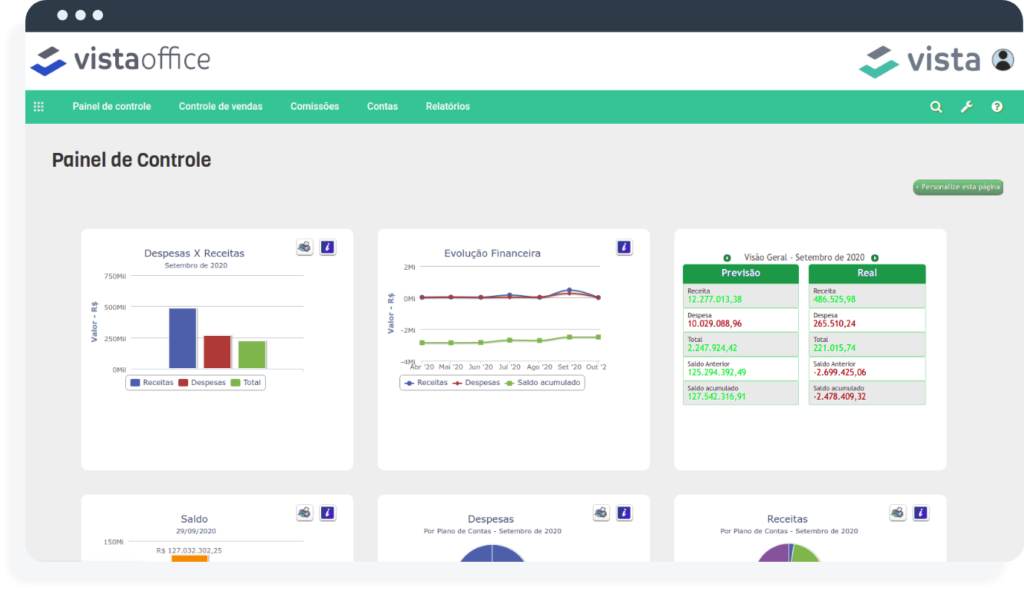 vistaoffice
vista
Painel de controle Controle de vendas Comissões Contas Relatórios
Painel de Controle
+ Personalize esta página
Despesas X Receitas
Setembro de 2020
Valor - R$
750Mil
500Mil
250Mil
0Mil
Receitas Despesas Total
Evolução Financeira
Valor - R$
2Mi
0Mi
-2Mi
-4Mi
Abr '20 Mai '20 Jun '20 Jul '20 Ago '20 Set '20 Out '2
Receitas Despesas Saldo acumulado
Visão Geral - Setembro de 2020
Previsão Real
Receita Receita
12.277.013,38 486.525,98
Despesa Despesa
10.029.088,96 265.510,24
Total Total
2.247.924,42 221.015,74
Saldo Anterior Saldo Anterior
125.294.392,49 -2.699.425,06
Saldo acumulado Saldo acumulado
127.542.316,91 -2.478.409,32
Saldo
29/09/2020
150Mi
R$ 127.032.302,25
Despesas
Por Plano de Contas - Setembro de 2020
Receitas
Por Plano de Contas - Setembro de 2020